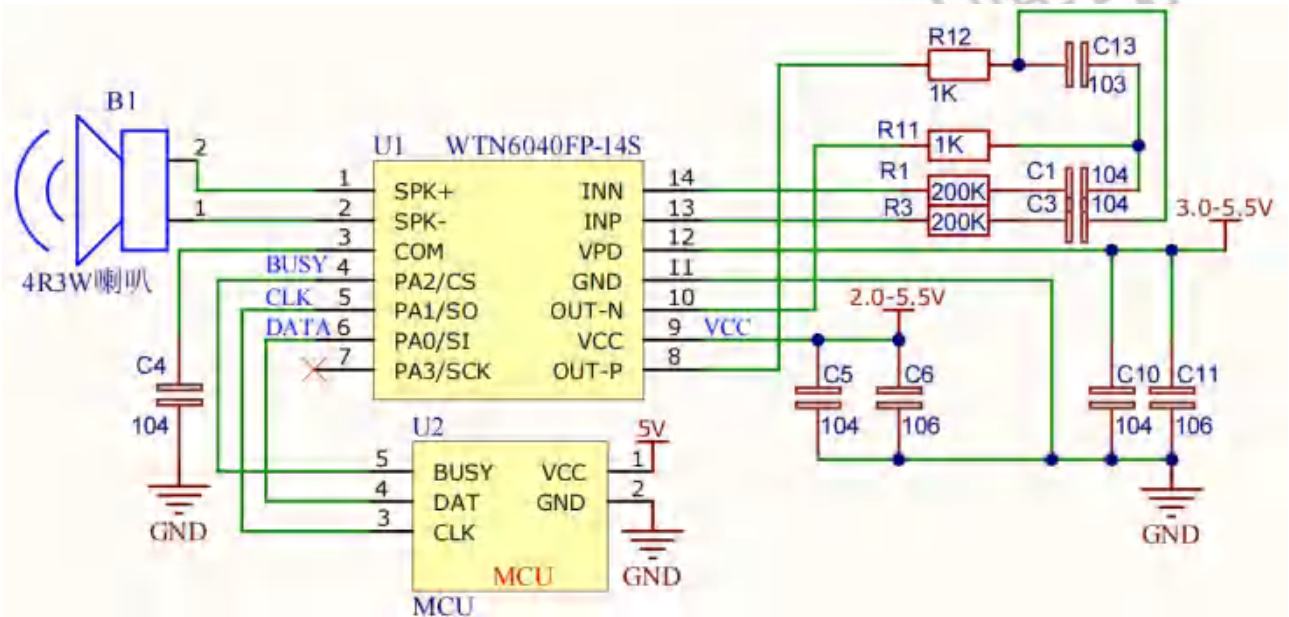 B1
2
1
4R3W喇叭
C4
104
GND
U1 WTN6040FP-14S
1 SPK+ INN 14
2 SPK- INP 13
3 COM VPD 12
BUSY 4 PA2/CS GND 11
CLK 5 PA1/SO OUT-N 10
DATA 6 PA0/SI VCC 9 VCC
7 PA3/SCK OUT-P 8
U2
5 BUSY VCC 1 5V
4 DAT GND 2
3 CLK
MCU
MCU
GND
R12
1K
C13
103
R11
1K
R1 200K C1 104
R3 200K C3 104
3.0-5.5V
2.0-5.5V
C5
104
C6
106
C10
104
C11
106
GND